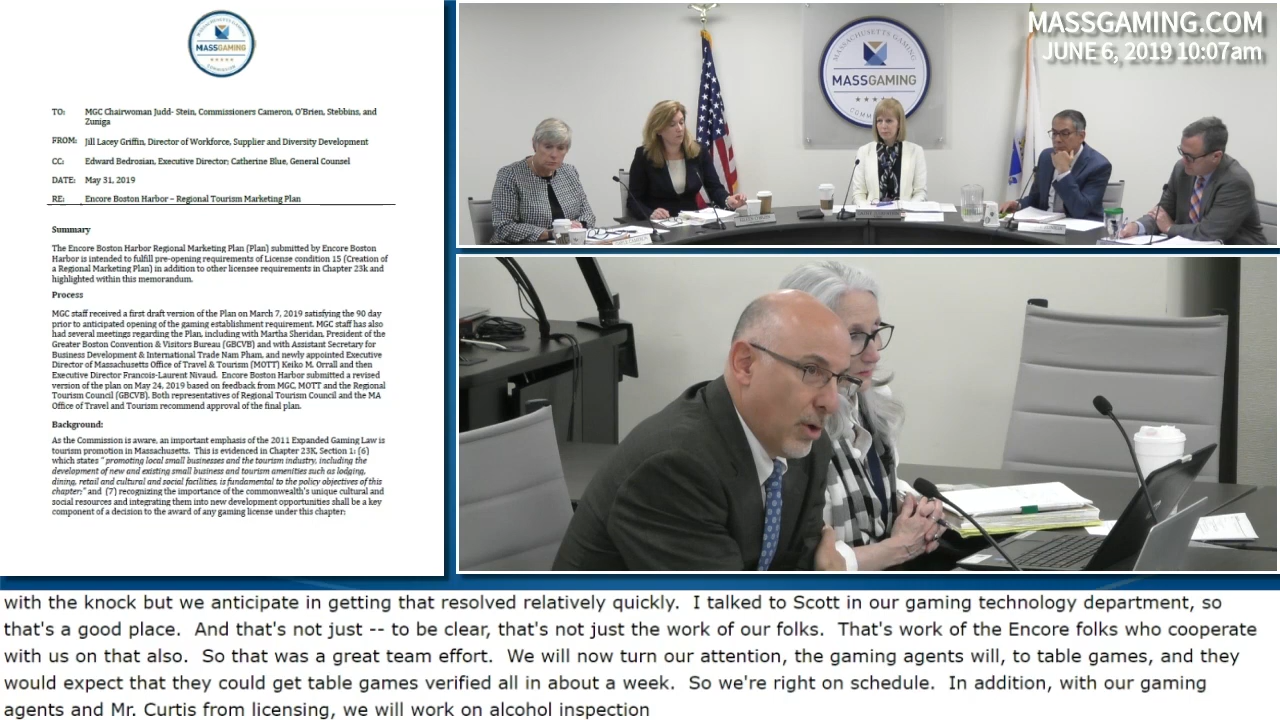 MASSGAMING
TO: MGC Chairwoman Judd- Stein, Commissioners Cameron, O'Brien, Stebbins, and
Zuniga
FROM: Jill Lacey Griffin, Director of Workforce, Supplier and Diversity Development
CC: Edward Bedrosian, Executive Director; Catherine Blue, General Counsel
DATE: May 31, 2019
RE: Encore Boston Harbor – Regional Tourism Marketing Plan
Summary
The Encore Boston Harbor Regional Marketing Plan (Plan) submitted by Encore Boston
Harbor is intended to fulfill pre-opening requirements of License condition 15 (Creation of
a Regional Marketing Plan) in addition to other licensee requirements in Chapter 23k and
highlighted within this memorandum.
Process
MGC staff received a first draft version of the Plan on March 7, 2019 satisfying the 90 day
prior to anticipated opening of the gaming establishment requirement. MGC staff has also
had several meetings regarding the Plan, including with Martha Sheridan, President of the
Greater Boston Convention & Visitors Bureau (GBCVB) and with Assistant Secretary for
Business Development & International Trade Nam Pham, and newly appointed Executive
Director of Massachusetts Office of Travel & Tourism (MOTT) Keiko M. Orrall and then
Executive Director Francois-Laurent Nivaud. Encore Boston Harbor submitted a revised
version of the plan on May 24, 2019 based on feedback from MGC, MOTT and the Regional
Tourism Council (GBCVB). Both representatives of Regional Tourism Council and the MA
Office of Travel and Tourism recommend approval of the final plan.
Background:
As the Commission is aware, an important emphasis of the 2011 Expanded Gaming Law is
tourism promotion in Massachusetts. This is evidenced in Chapter 23K, Section 1: (6)
which states " promoting local small businesses and the tourism industry, including the
development of new and existing small business and tourism amenities such as lodging,
dining, retail and cultural and social facilities, is fundamental to the policy objectives of this
chapter;" and (7) recognizing the importance of the commonwealth's unique cultural and
social resources and integrating them into new development opportunities shall be a key
component of a decision to the award of any gaming license under this chapter;
MASSGAMING.COM
JUNE 6, 2019 10:07am
MASSACHUSETTS GAMING
MASSGAMING
with the knock but we anticipate in getting that resolved relatively quickly. I talked to Scott in our gaming technology department, so
that's a good place. And that's not just -- to be clear, that's not just the work of our folks. That's work of the Encore folks who cooperate
with us on that also. So that was a great team effort. We will now turn our attention, the gaming agents will, to table games, and they
would expect that they could get table games verified all in about a week. So we're right on schedule. In addition, with our gaming
agents and Mr. Curtis from licensing, we will work on alcohol inspection